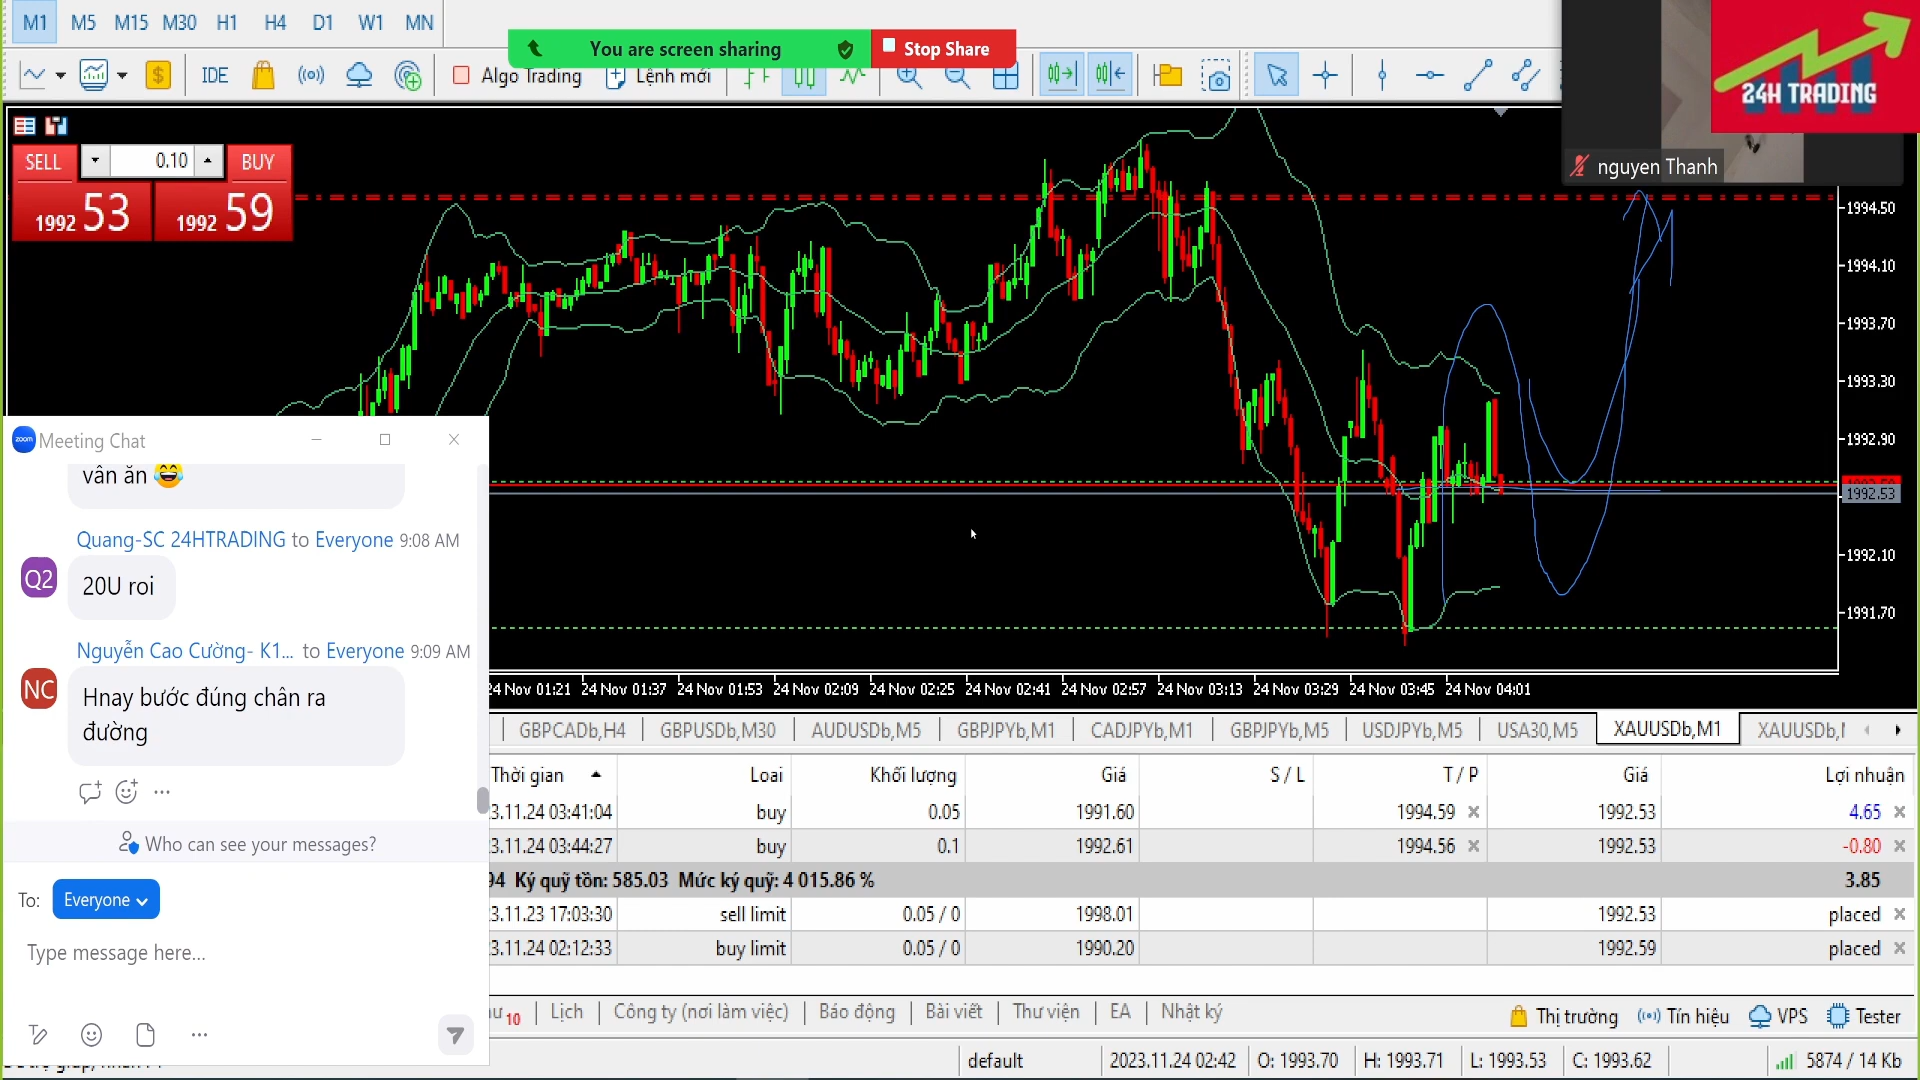 M1 M5 M15 M30 H1 H4 D1 W1 MN
You are screen sharing Stop Share
IDE Algo Trading Lệnh mới
24H TRADING
nguyen Thanh
SELL 0.10 BUY
1992 53 1992 59
1994.50
1994.10
1993.70
1993.30
1992.90
1992.53
1992.10
1991.70
24 Nov 01:21 24 Nov 01:37 24 Nov 01:53 24 Nov 02:09 24 Nov 02:25 24 Nov 02:41 24 Nov 02:57 24 Nov 03:13 24 Nov 03:29 24 Nov 03:45 24 Nov 04:01
zoom Meeting Chat
vân ăn 😂
Quang-SC 24HTRADING to Everyone 9:08 AM
Q2
20U roi
Nguyễn Cao Cường- K1... to Everyone 9:09 AM
NC
Hnay bước đúng chân ra
đường
Who can see your messages?
To: Everyone
Type message here...
GBPCADb,H4 GBPUSDb,M30 AUDUSDb,M5 GBPJPYb,M1 CADJPYb,M1 GBPJPYb,M5 USDJPYb,M5 USA30,M5 XAUUSDb,M1 XAUUSDb,
Thời gian Loai Khối lượng Giá S / L T / P Giá Lợi nhuận
3.11.24 03:41:04 buy 0.05 1991.60 1994.59 1992.53 4.65
3.11.24 03:44:27 buy 0.1 1992.61 1994.56 1992.53 -0.80
94 Ký quỹ tồn: 585.03 Mức ký quỹ: 4 015.86 % 3.85
3.11.23 17:03:30 sell limit 0.05 / 0 1998.01 1992.53 placed
3.11.24 02:12:33 buy limit 0.05 / 0 1990.20 1992.59 placed
10 Lịch Công ty (nơi làm việc) Báo động Bài viết Thư viện EA Nhật ký Thị trường Tín hiệu VPS Tester
default 2023.11.24 02:42 O: 1993.70 H: 1993.71 L: 1993.53 C: 1993.62 5874 / 14 Kb